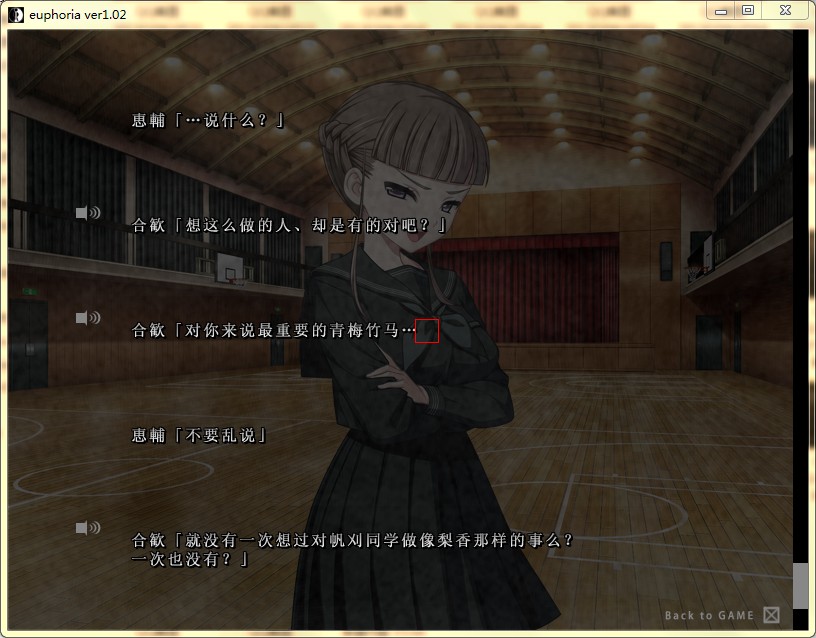 euphoria ver1.02
惠輔「…说什么？」
合歓「想这么做的人、却是有的对吧？」
合歓「对你来说最重要的青梅竹马…
惠輔「不要乱说」
合歓「就没有一次想过对帆刈同学做像梨香那样的事么？
一次也没有？」
Back to GAME